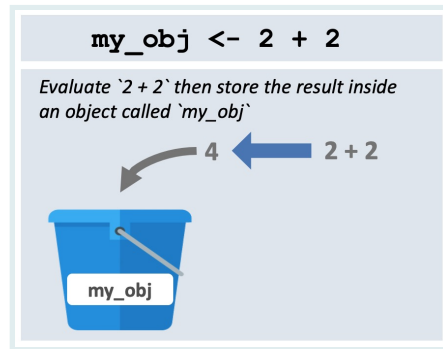 my_obj <- 2 + 2
Evaluate `2 + 2` then store the result inside
an object called `my_obj`
4 2 + 2
my_obj